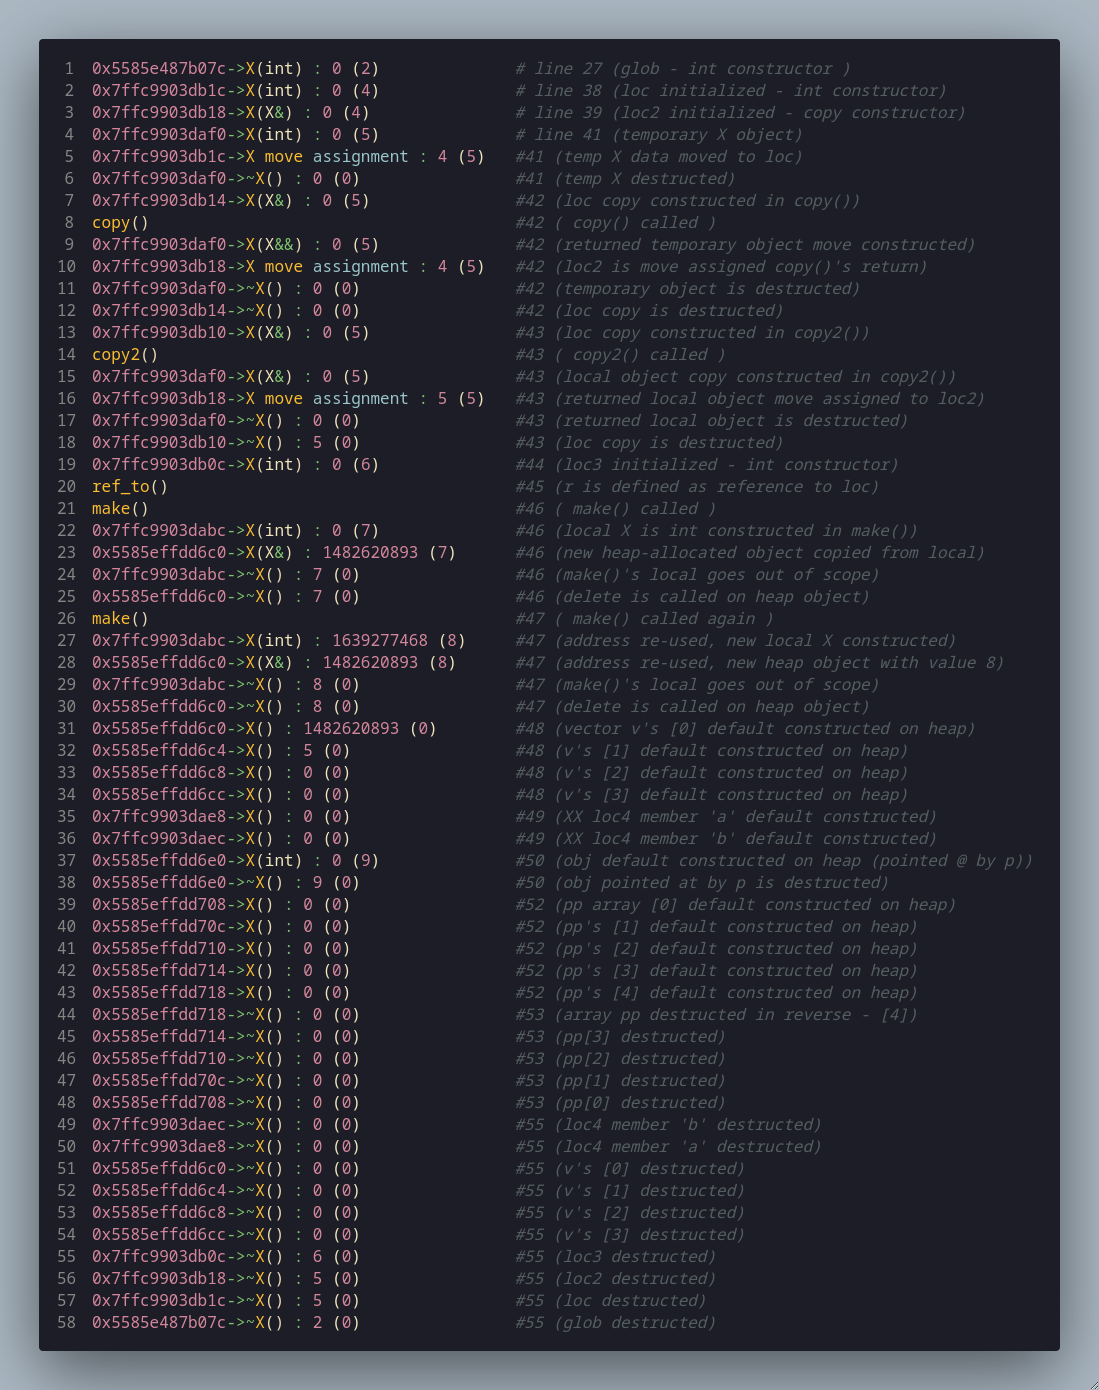 1 0x5585e487b07c->X(int) : 0 (2) # line 27 (glob - int constructor )
2 0x7ffc9903db1c->X(int) : 0 (4) # line 38 (loc initialized - int constructor)
3 0x7ffc9903db18->X(X&) : 0 (4) # line 39 (loc2 initialized - copy constructor)
4 0x7ffc9903daf0->X(int) : 0 (5) # line 41 (temporary X object)
5 0x7ffc9903db1c->X move assignment : 4 (5) #41 (temp X data moved to loc)
6 0x7ffc9903daf0->~X() : 0 (0) #41 (temp X destructed)
7 0x7ffc9903db14->X(X&) : 0 (5) #42 (loc copy constructed in copy())
8 copy() #42 ( copy() called )
9 0x7ffc9903daf0->X(X&&) : 0 (5) #42 (returned temporary object move constructed)
10 0x7ffc9903db18->X move assignment : 4 (5) #42 (loc2 is move assigned copy()'s return)
11 0x7ffc9903daf0->~X() : 0 (0) #42 (temporary object is destructed)
12 0x7ffc9903db14->~X() : 0 (0) #42 (loc copy is destructed)
13 0x7ffc9903db10->X(X&) : 0 (5) #43 (loc copy constructed in copy2())
14 copy2() #43 ( copy2() called )
15 0x7ffc9903daf0->X(X&) : 0 (5) #43 (local object copy constructed in copy2())
16 0x7ffc9903db18->X move assignment : 5 (5) #43 (returned local object move assigned to loc2)
17 0x7ffc9903daf0->~X() : 0 (0) #43 (returned local object is destructed)
18 0x7ffc9903db10->~X() : 5 (0) #43 (loc copy is destructed)
19 0x7ffc9903db0c->X(int) : 0 (6) #44 (loc3 initialized - int constructor)
20 ref_to() #45 (r is defined as reference to loc)
21 make() #46 ( make() called )
22 0x7ffc9903dabc->X(int) : 0 (7) #46 (local X is int constructed in make())
23 0x5585effdd6c0->X(X&) : 1482620893 (7) #46 (new heap-allocated object copied from local)
24 0x7ffc9903dabc->~X() : 7 (0) #46 (make()'s local goes out of scope)
25 0x5585effdd6c0->~X() : 7 (0) #46 (delete is called on heap object)
26 make() #47 ( make() called again )
27 0x7ffc9903dabc->X(int) : 1639277468 (8) #47 (address re-used, new local X constructed)
28 0x5585effdd6c0->X(X&) : 1482620893 (8) #47 (address re-used, new heap object with value 8)
29 0x7ffc9903dabc->~X() : 8 (0) #47 (make()'s local goes out of scope)
30 0x5585effdd6c0->~X() : 8 (0) #47 (delete is called on heap object)
31 0x5585effdd6c0->X() : 1482620893 (0) #48 (vector v's [0] default constructed on heap)
32 0x5585effdd6c4->X() : 5 (0) #48 (v's [1] default constructed on heap)
33 0x5585effdd6c8->X() : 0 (0) #48 (v's [2] default constructed on heap)
34 0x5585effdd6cc->X() : 0 (0) #48 (v's [3] default constructed on heap)
35 0x7ffc9903dae8->X() : 0 (0) #49 (XX loc4 member 'a' default constructed)
36 0x7ffc9903daec->X() : 0 (0) #49 (XX loc4 member 'b' default constructed)
37 0x5585effdd6e0->X(int) : 0 (9) #50 (obj default constructed on heap (pointed @ by p))
38 0x5585effdd6e0->~X() : 9 (0) #50 (obj pointed at by p is destructed)
39 0x5585effdd708->X() : 0 (0) #52 (pp array [0] default constructed on heap)
40 0x5585effdd70c->X() : 0 (0) #52 (pp's [1] default constructed on heap)
41 0x5585effdd710->X() : 0 (0) #52 (pp's [2] default constructed on heap)
42 0x5585effdd714->X() : 0 (0) #52 (pp's [3] default constructed on heap)
43 0x5585effdd718->X() : 0 (0) #52 (pp's [4] default constructed on heap)
44 0x5585effdd718->~X() : 0 (0) #53 (array pp destructed in reverse - [4])
45 0x5585effdd714->~X() : 0 (0) #53 (pp[3] destructed)
46 0x5585effdd710->~X() : 0 (0) #53 (pp[2] destructed)
47 0x5585effdd70c->~X() : 0 (0) #53 (pp[1] destructed)
48 0x5585effdd708->~X() : 0 (0) #53 (pp[0] destructed)
49 0x7ffc9903daec->~X() : 0 (0) #55 (loc4 member 'b' destructed)
50 0x7ffc9903dae8->~X() : 0 (0) #55 (loc4 member 'a' destructed)
51 0x5585effdd6c0->~X() : 0 (0) #55 (v's [0] destructed)
52 0x5585effdd6c4->~X() : 0 (0) #55 (v's [1] destructed)
53 0x5585effdd6c8->~X() : 0 (0) #55 (v's [2] destructed)
54 0x5585effdd6cc->~X() : 0 (0) #55 (v's [3] destructed)
55 0x7ffc9903db0c->~X() : 6 (0) #55 (loc3 destructed)
56 0x7ffc9903db18->~X() : 5 (0) #55 (loc2 destructed)
57 0x7ffc9903db1c->~X() : 5 (0) #55 (loc destructed)
58 0x5585e487b07c->~X() : 2 (0) #55 (glob destructed)